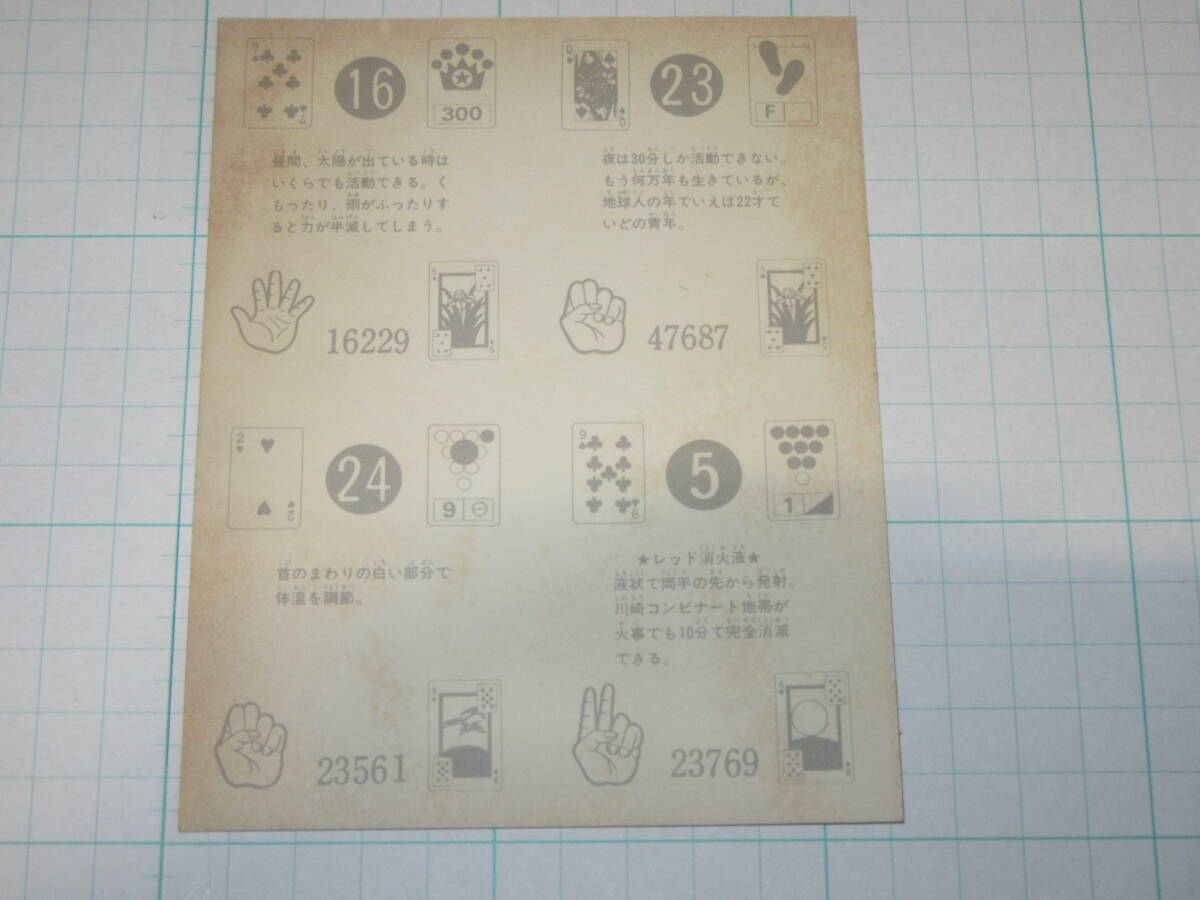 7
16
300
昼間、太陽が出ている時は
いくらでも活動できる。く
もったり、雨がふったりす
ると力が半減してしまう。
16229
Q
23
F
夜は30分しか活動できない。
もう何万年も生きているが、
地球人の年でいえば22才て
いどの青年。
47687
2
24
9
首のまわりの白い部分で
体温を調節。
23561
9
5
1
★レッド消火液★
液状で両手の先から発射。
川崎コンビナート地帯が
火事でも10分で完全消滅
できる。
23769